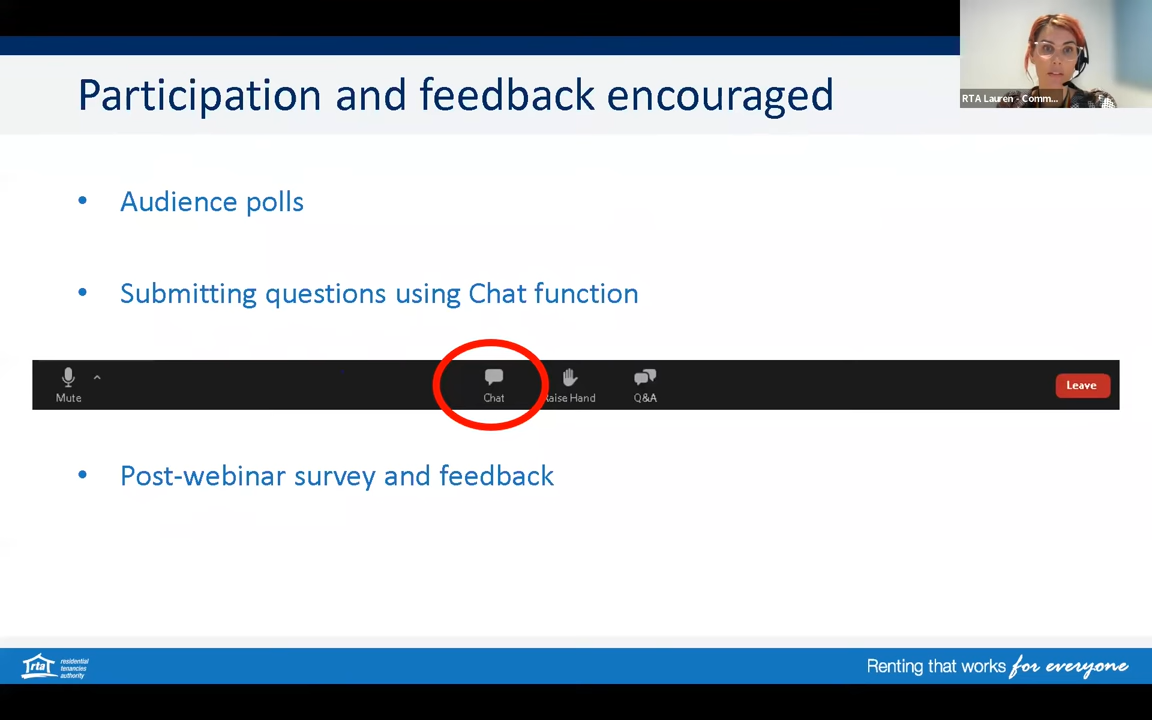 Participation and feedback encouraged
RTA Lauren - Comm...
• Audience polls
• Submitting questions using Chat function
Mute
Chat
aise Hand
Q&A
Leave
• Post-webinar survey and feedback
rta
residential
tenancies
authority
Renting that works for everyone